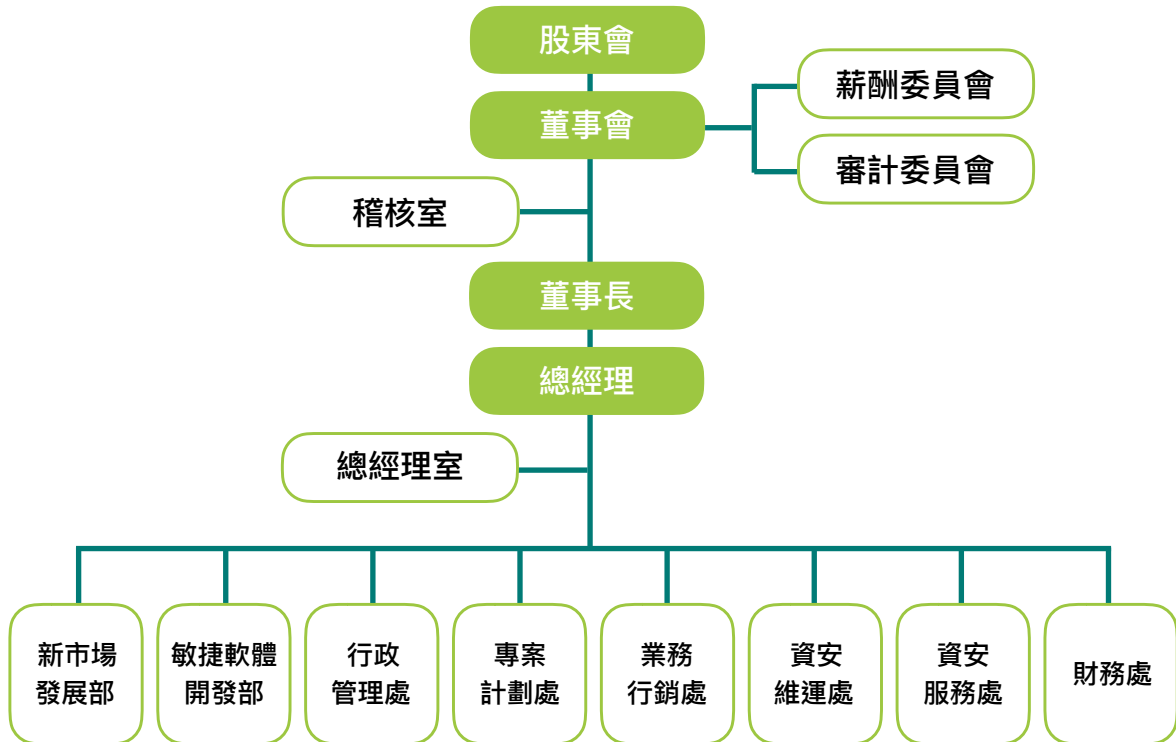 股東會
董事會
薪酬委員會
審計委員會
稽核室
董事長
總經理
總經理室
新市場
發展部
敏捷軟體
開發部
行政
管理處
專案
計劃處
業務
行銷處
資安
維運處
資安
服務處
財務處